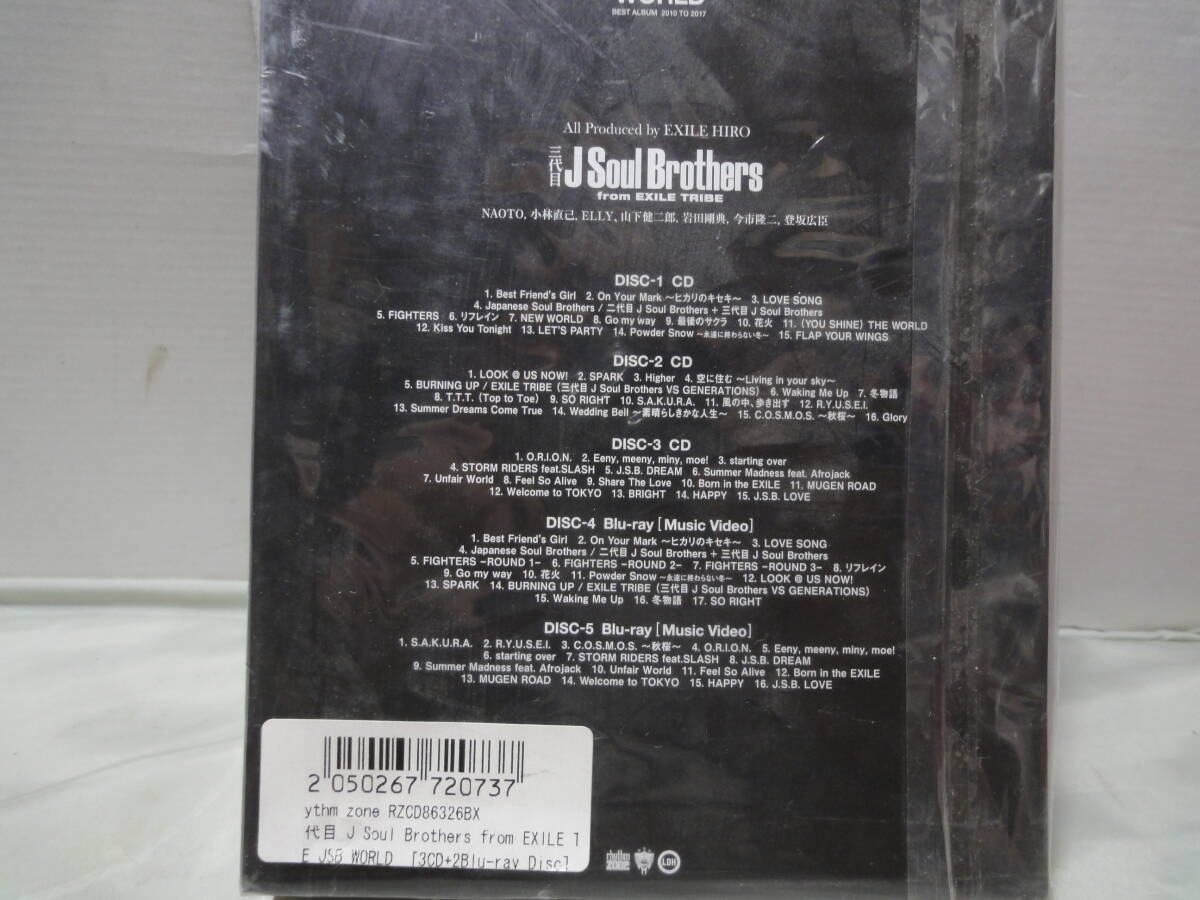 WORLD
BEST ALBUM 2010 TO 2017
All Produced by EXILE HIRO
三代目 J Soul Brothers
from EXILE TRIBE
NAOTO, 小林直己, ELLY, 山下健二郎, 岩田剛典, 今市隆二, 登坂広臣
DISC-1 CD
1. Best Friend's Girl 2. On Your Mark 〜ヒカリのキセキ〜 3. LOVE SONG
4. Japanese Soul Brothers / 二代目 J Soul Brothers + 三代目 J Soul Brothers
5. FIGHTERS 6. リフレイン 7. NEW WORLD 8. Go my way 9. 最後のサクラ 10. 花火 11. (YOU SHINE) THE WORLD
12. Kiss You Tonight 13. LET'S PARTY 14. Powder Snow 〜永遠に終わらない冬〜 15. FLAP YOUR WINGS
DISC-2 CD
1. LOOK @ US NOW! 2. SPARK 3. Higher 4. 空に住む 〜Living in your sky〜
5. BURNING UP / EXILE TRIBE (三代目 J Soul Brothers VS GENERATIONS) 6. Waking Me Up 7. 冬物語
8. T.T.T. (Top to Toe) 9. SO RIGHT 10. S.A.K.U.R.A. 11. 風の中、歩き出す 12. R.Y.U.S.E.I.
13. Summer Dreams Come True 14. Wedding Bell 〜素晴らしきかな人生〜 15. C.O.S.M.O.S. 〜秋桜〜 16. Glory
DISC-3 CD
1. O.R.I.O.N. 2. Eeny, meeny, miny, moe! 3. starting over
4. STORM RIDERS feat.SLASH 5. J.S.B. DREAM 6. Summer Madness feat. Afrojack
7. Unfair World 8. Feel So Alive 9. Share The Love 10. Born in the EXILE 11. MUGEN ROAD
12. Welcome to TOKYO 13. BRIGHT 14. HAPPY 15. J.S.B. LOVE
DISC-4 Blu-ray [Music Video]
1. Best Friend's Girl 2. On Your Mark 〜ヒカリのキセキ〜 3. LOVE SONG
4. Japanese Soul Brothers / 二代目 J Soul Brothers + 三代目 J Soul Brothers
5. FIGHTERS -ROUND 1- 6. FIGHTERS -ROUND 2- 7. FIGHTERS -ROUND 3- 8. リフレイン
9. Go my way 10. 花火 11. Powder Snow 〜永遠に終わらない冬〜 12. LOOK @ US NOW!
13. SPARK 14. BURNING UP / EXILE TRIBE (三代目 J Soul Brothers VS GENERATIONS)
15. Waking Me Up 16. 冬物語 17. SO RIGHT
DISC-5 Blu-ray [Music Video]
1. S.A.K.U.R.A. 2. R.Y.U.S.E.I. 3. C.O.S.M.O.S. 〜秋桜〜 4. O.R.I.O.N. 5. Eeny, meeny, miny, moe!
6. starting over 7. STORM RIDERS feat.SLASH 8. J.S.B. DREAM
9. Summer Madness feat. Afrojack 10. Unfair World 11. Feel So Alive 12. Born in the EXILE
13. MUGEN ROAD 14. Welcome to TOKYO 15. HAPPY 16. J.S.B. LOVE
2 050267 720737
ythm zone RZCD86326BX
代目 J Soul Brothers from EXILE T
E JSB WORLD [3CD+2Blu-ray Disc]
rhythm zone LDH